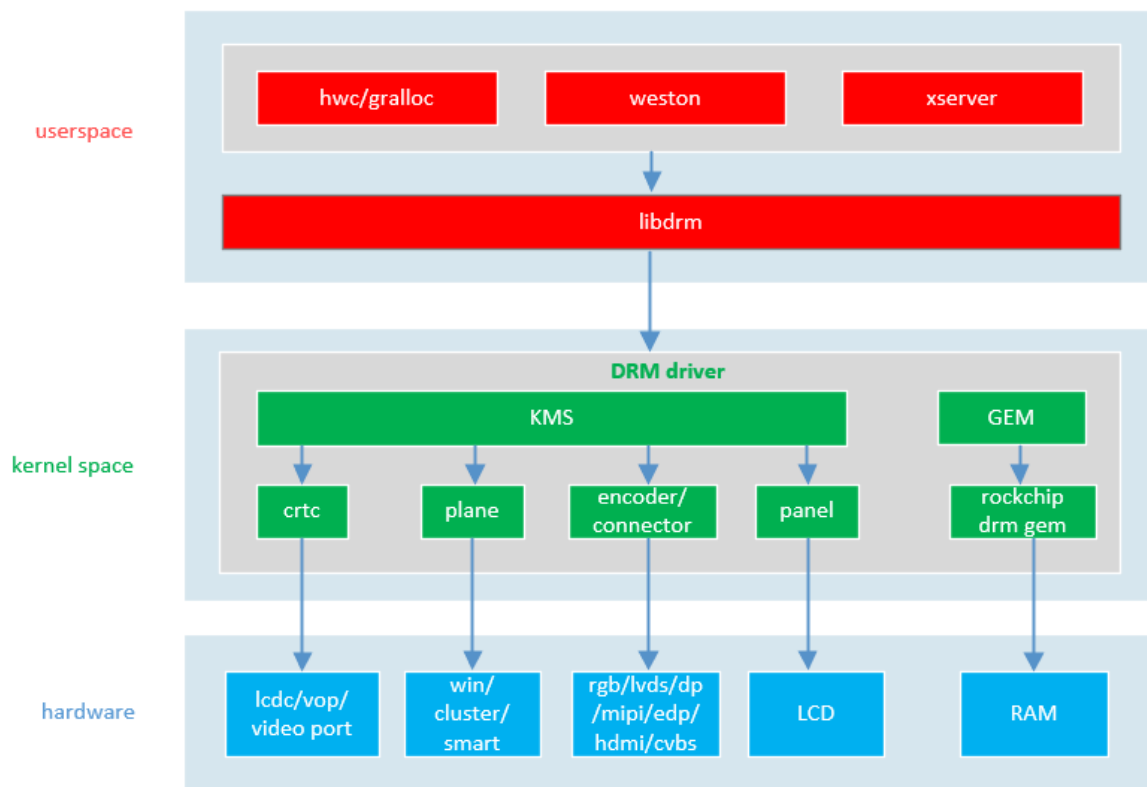 hwc/gralloc
weston
xserver
userspace
libdrm
DRM driver
KMS
GEM
kernel space
crtc
plane
encoder/
connector
panel
rockchip
drm gem
hardware
lcdc/vop/
video port
win/
cluster/
smart
rgb/lvds/dp
/mipi/edp/
hdmi/cvbs
LCD
RAM